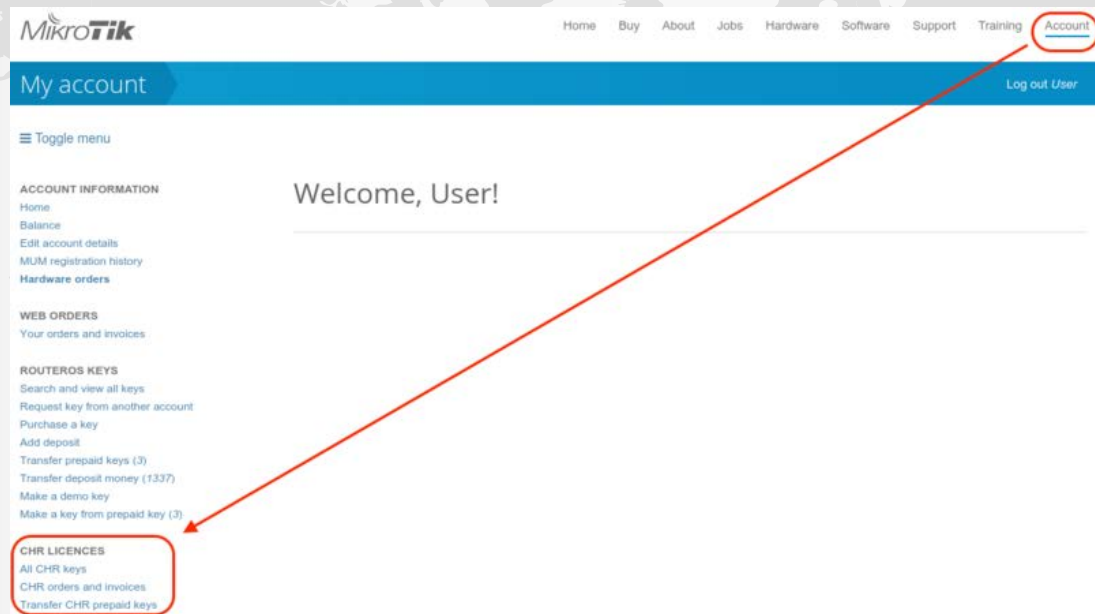 MikroTik
Home Buy About Jobs Hardware Software Support Training Account
My account
Log out User
Toggle menu
ACCOUNT INFORMATION
Home
Balance
Edit account details
MUM registration history
Hardware orders
WEB ORDERS
Your orders and invoices
ROUTEROS KEYS
Search and view all keys
Request key from another account
Purchase a key
Add deposit
Transfer prepaid keys (3)
Transfer deposit money (1337)
Make a demo key
Make a key from prepaid key (3)
CHR LICENCES
All CHR keys
CHR orders and invoices
Transfer CHR prepaid keys
Welcome, User!